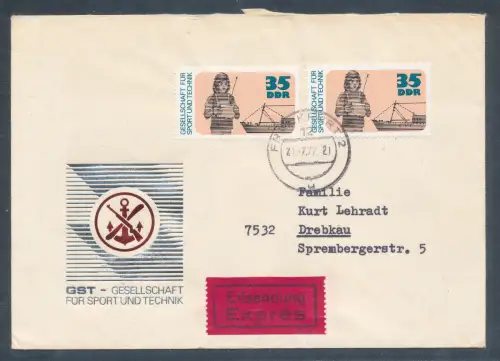 GESELLSCHAFT FÜR
SPORT UND TECHNIK
35
DDR
GESELLSCHAFT FÜR
SPORT UND TECHNIK
35
DDR
Familie
Kurt Lehradt
7532 Drebkau
Sprembergerstr. 5
GST - GESELLSCHAFT
FÜR SPORT UND TECHNIK
Eilsendung
Exprès